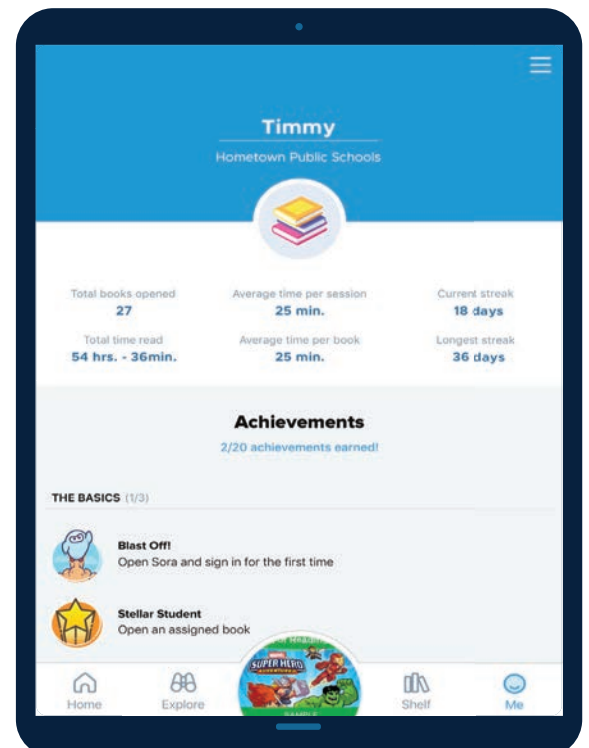 Timmy
Hometown Public Schools
Total books opened
27
Average time per session
25 min.
Current streak
18 days
Total time read
54 hrs. - 36min.
Average time per book
25 min.
Longest streak
36 days
Achievements
2/20 achievements earned!
THE BASICS (1/3)
Blast Off!
Open Sora and sign in for the first time
Stellar Student
Open an assigned book
MARVEL
SUPER HERO
ADVENTURES
SAMPLE
Home
Explore
Shelf
Me